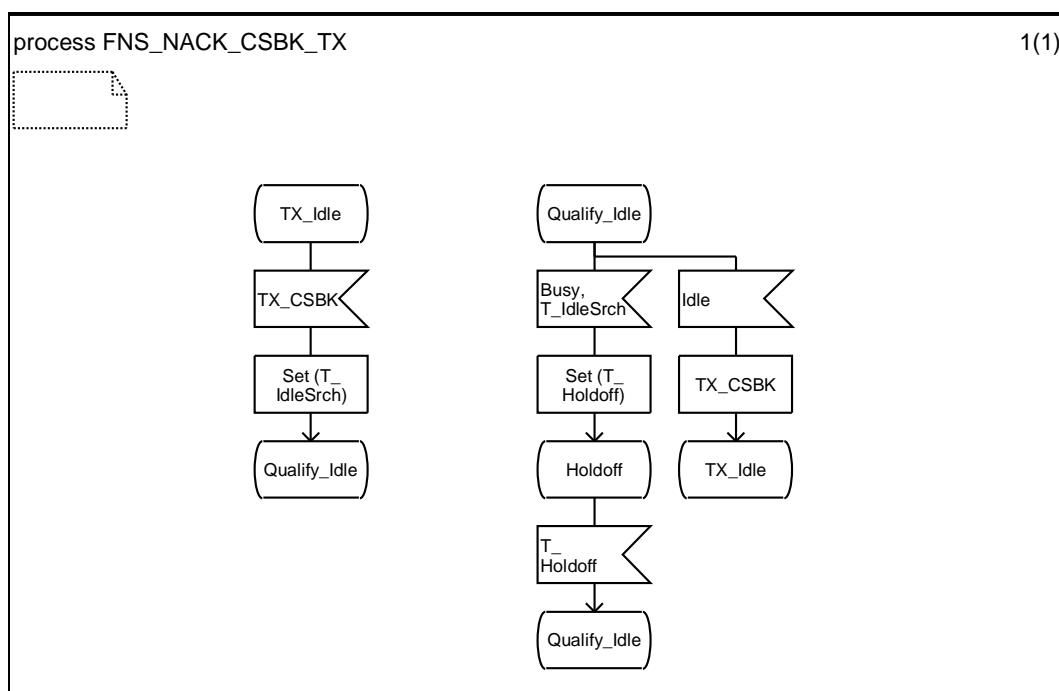 process FNS_NACK_CSBK_TX
1(1)
TX_Idle
TX_CSBK
Set (T_
IdleSrch)
Qualify_Idle
Qualify_Idle
Busy,
T_IdleSrch
Set (T_
Holdoff)
Holdoff
T_
Holdoff
Qualify_Idle
Idle
TX_CSBK
TX_Idle